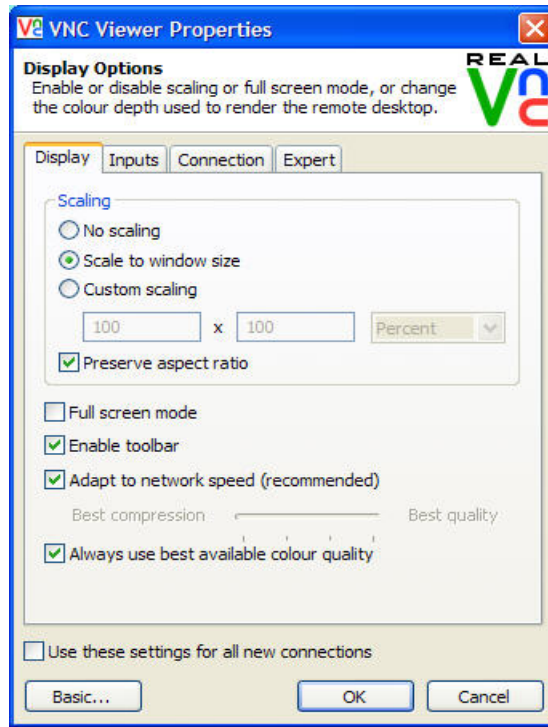 VNC Viewer Properties
Display Options
Enable or disable scaling or full screen mode, or change
the colour depth used to render the remote desktop.
REAL
VNC
Display Inputs Connection Expert
Scaling
No scaling
Scale to window size
Custom scaling
100 x 100 Percent
Preserve aspect ratio
Full screen mode
Enable toolbar
Adapt to network speed (recommended)
Best compression Best quality
Always use best available colour quality
Use these settings for all new connections
Basic... OK Cancel